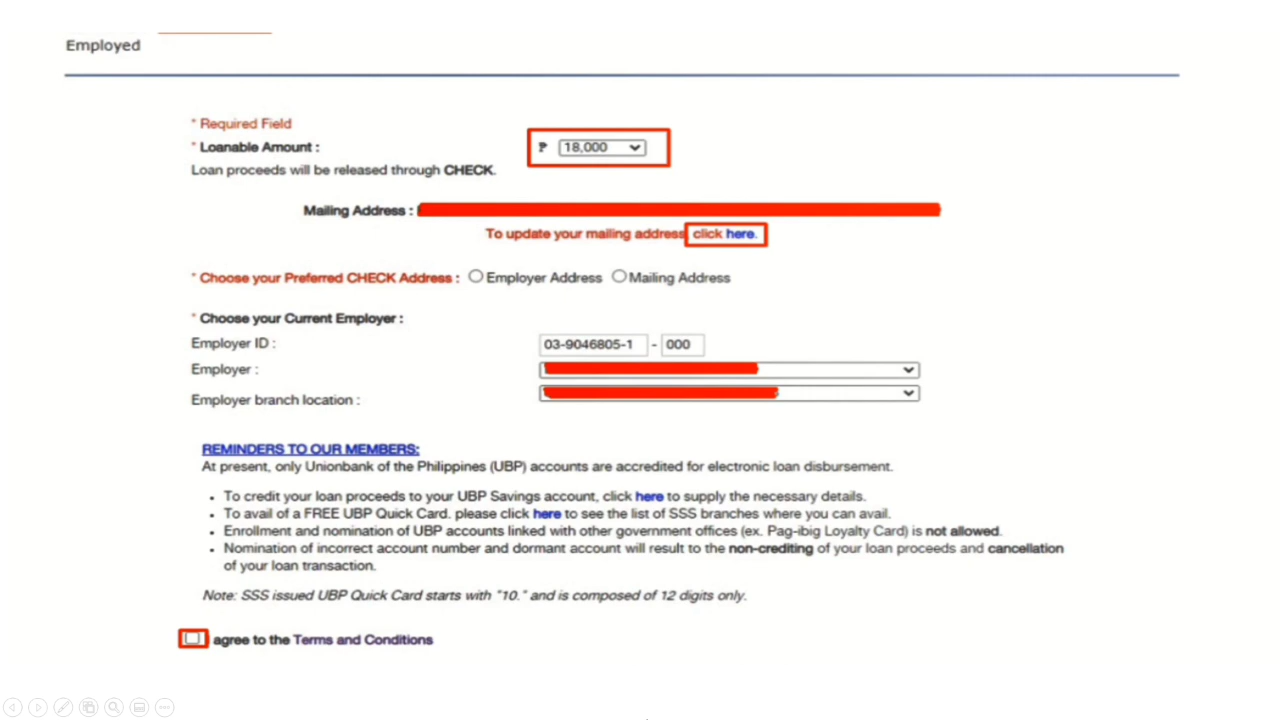 Employed
* Required Field
* Loanable Amount : ₱ 18,000
Loan proceeds will be released through CHECK.
Mailing Address :
To update your mailing address click here.
* Choose your Preferred CHECK Address : Employer Address Mailing Address
* Choose your Current Employer :
Employer ID : 03-9046805-1 - 000
Employer :
Employer branch location :
REMINDERS TO OUR MEMBERS:
At present, only Unionbank of the Philippines (UBP) accounts are accredited for electronic loan disbursement.
• To credit your loan proceeds to your UBP Savings account, click here to supply the necessary details.
• To avail of a FREE UBP Quick Card. please click here to see the list of SSS branches where you can avail.
• Enrollment and nomination of UBP accounts linked with other government offices (ex. Pag-ibig Loyalty Card) is not allowed.
• Nomination of incorrect account number and dormant account will result to the non-crediting of your loan proceeds and cancellation
of your loan transaction.
Note: SSS issued UBP Quick Card starts with "10." and is composed of 12 digits only.
agree to the Terms and Conditions